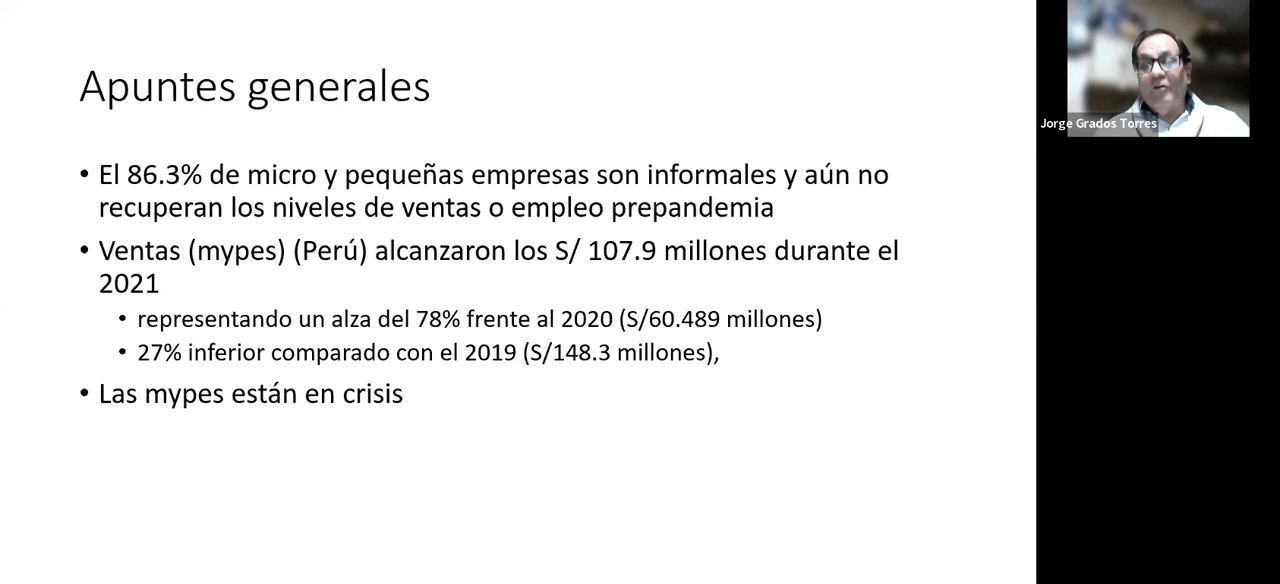 Apuntes generales
• El 86.3% de micro y pequeñas empresas son informales y aún no
recuperan los niveles de ventas o empleo prepandemia
• Ventas (mypes) (Perú) alcanzaron los S/ 107.9 millones durante el
2021
• representando un alza del 78% frente al 2020 (S/60.489 millones)
• 27% inferior comparado con el 2019 (S/148.3 millones),
• Las mypes están en crisis
Jorge Grados Torres